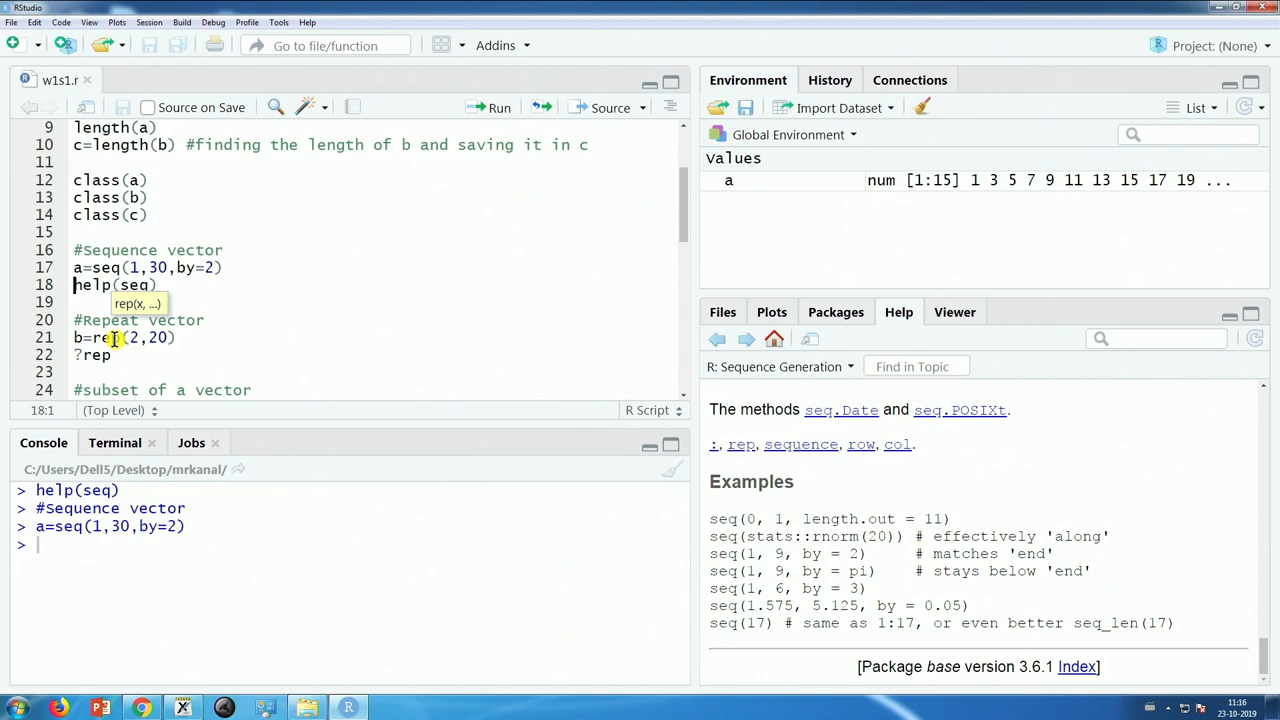 RStudio
File Edit Code View Plots Session Build Debug Profile Tools Help
Go to file/function Addins Project: (None)
w1s1.r
Source on Save Run Source
9 length(a)
10 c=length(b) #finding the length of b and saving it in c
11
12 class(a)
13 class(b)
14 class(c)
15
16 #Sequence vector
17 a=seq(1,30,by=2)
18 help(seq)
19 rep(x, ...)
20 #Repeat vector
21 b=rep(2,20)
22 ?rep
23
24 #subset of a vector
18:1 (Top Level) R Script
Console Terminal Jobs
C:/Users/Dell5/Desktop/mrkanal/
> help(seq)
> #Sequence vector
> a=seq(1,30,by=2)
>
Environment History Connections
Import Dataset List
Global Environment
Values
a num [1:15] 1 3 5 7 9 11 13 15 17 19 ...
Files Plots Packages Help Viewer
R: Sequence Generation Find in Topic
The methods seq.Date and seq.POSIXt.
:, rep, sequence, row, col.
Examples
seq(0, 1, length.out = 11)
seq(stats::rnorm(20)) # effectively 'along'
seq(1, 9, by = 2) # matches 'end'
seq(1, 9, by = pi) # stays below 'end'
seq(1, 6, by = 3)
seq(1.575, 5.125, by = 0.05)
seq(17) # same as 1:17, or even better seq_len(17)
[Package base version 3.6.1 Index]
11:16
23-10-2019